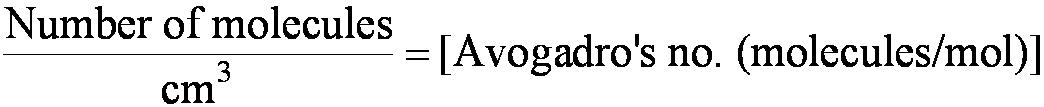 Number of molecules
cm³ = [Avogadro's no. (molecules/mol)]